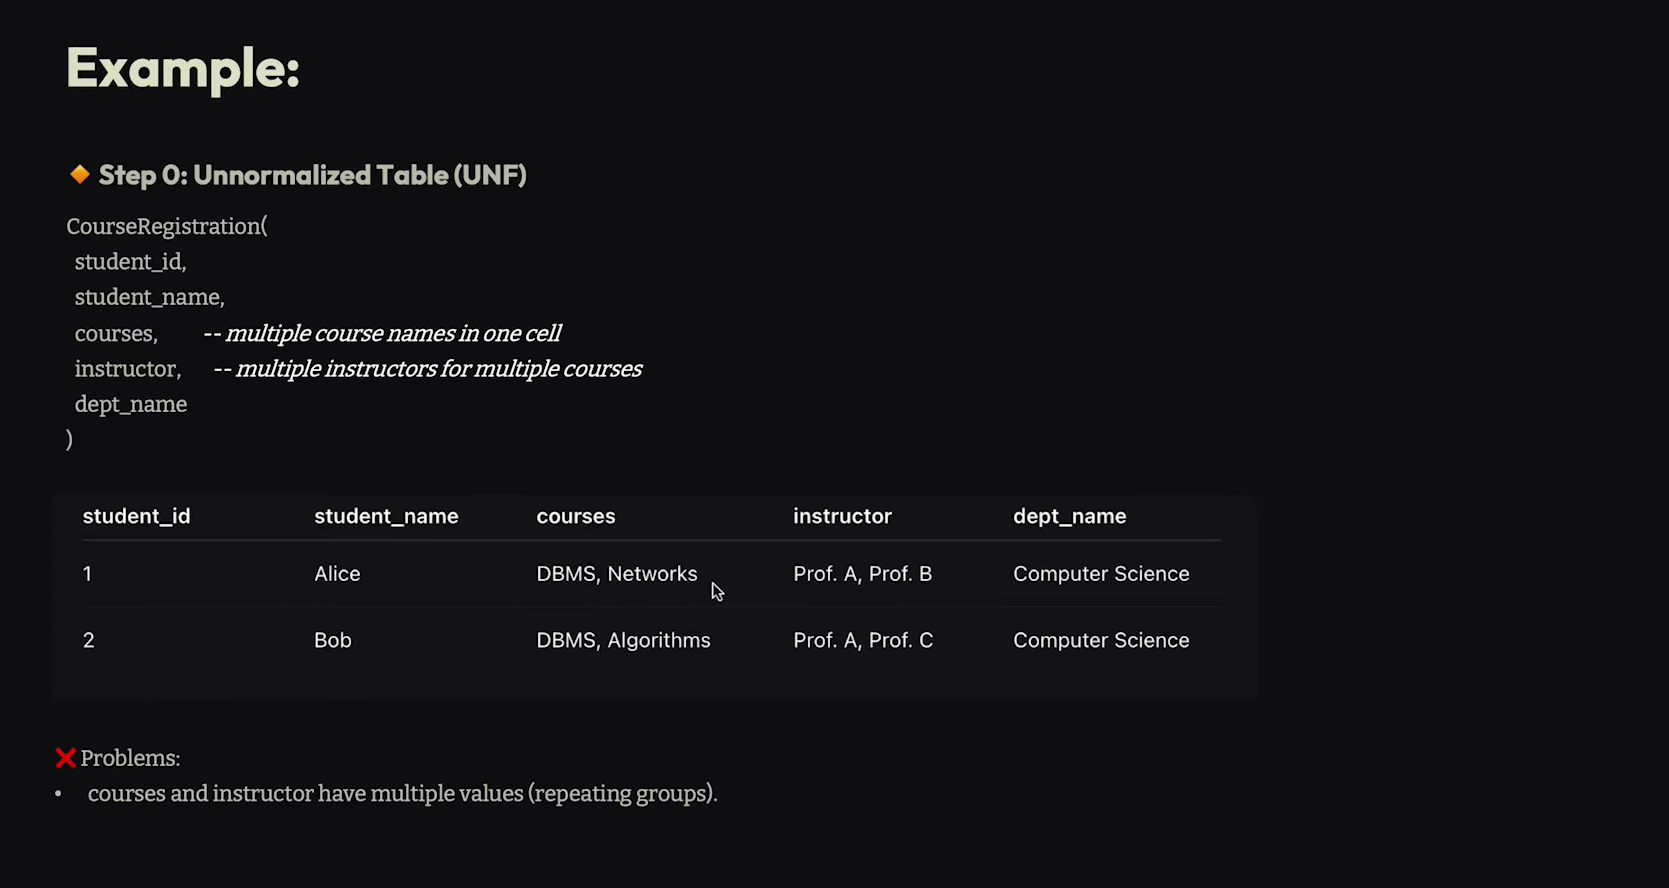 Example:
🔸 Step 0: Unnormalized Table (UNF)
CourseRegistration(
student_id,
student_name,
courses, -- multiple course names in one cell
instructor, -- multiple instructors for multiple courses
dept_name
)
student_id student_name courses instructor dept_name
1 Alice DBMS, Networks Prof. A, Prof. B Computer Science
2 Bob DBMS, Algorithms Prof. A, Prof. C Computer Science
❌ Problems:
• courses and instructor have multiple values (repeating groups).